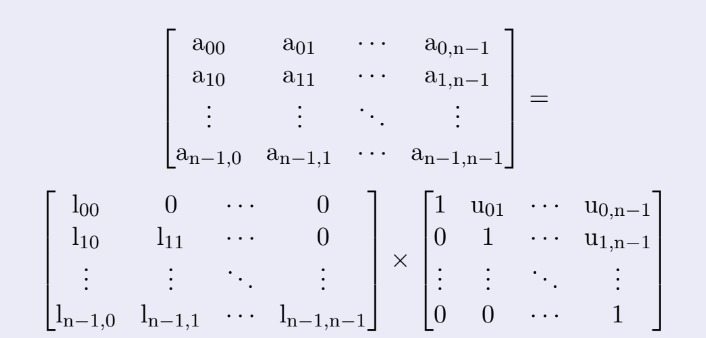 a₀₀ a₀₁ ⋯ a₀,ₙ₋₁
a₁₀ a₁₁ ⋯ a₁,ₙ₋₁
⋮ ⋮ ⋱ ⋮ =
aₙ₋₁,₀ aₙ₋₁,₁ ⋯ aₙ₋₁,ₙ₋₁
l₀₀ 0 ⋯ 0 1 u₀₁ ⋯ u₀,ₙ₋₁
l₁₀ l₁₁ ⋯ 0 0 1 ⋯ u₁,ₙ₋₁
⋮ ⋮ ⋱ ⋮ × ⋮ ⋮ ⋱ ⋮
lₙ₋₁,₀ lₙ₋₁,₁ ⋯ lₙ₋₁,ₙ₋₁ 0 0 ⋯ 1